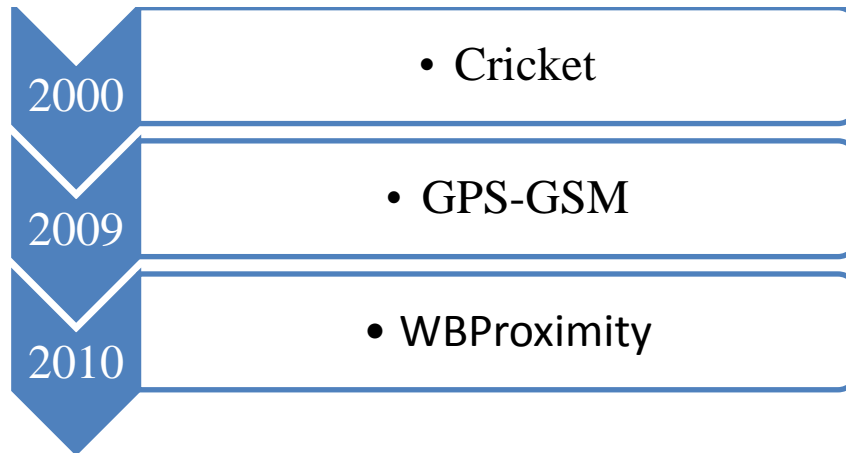 2000
• Cricket
2009
• GPS-GSM
2010
• WBProximity